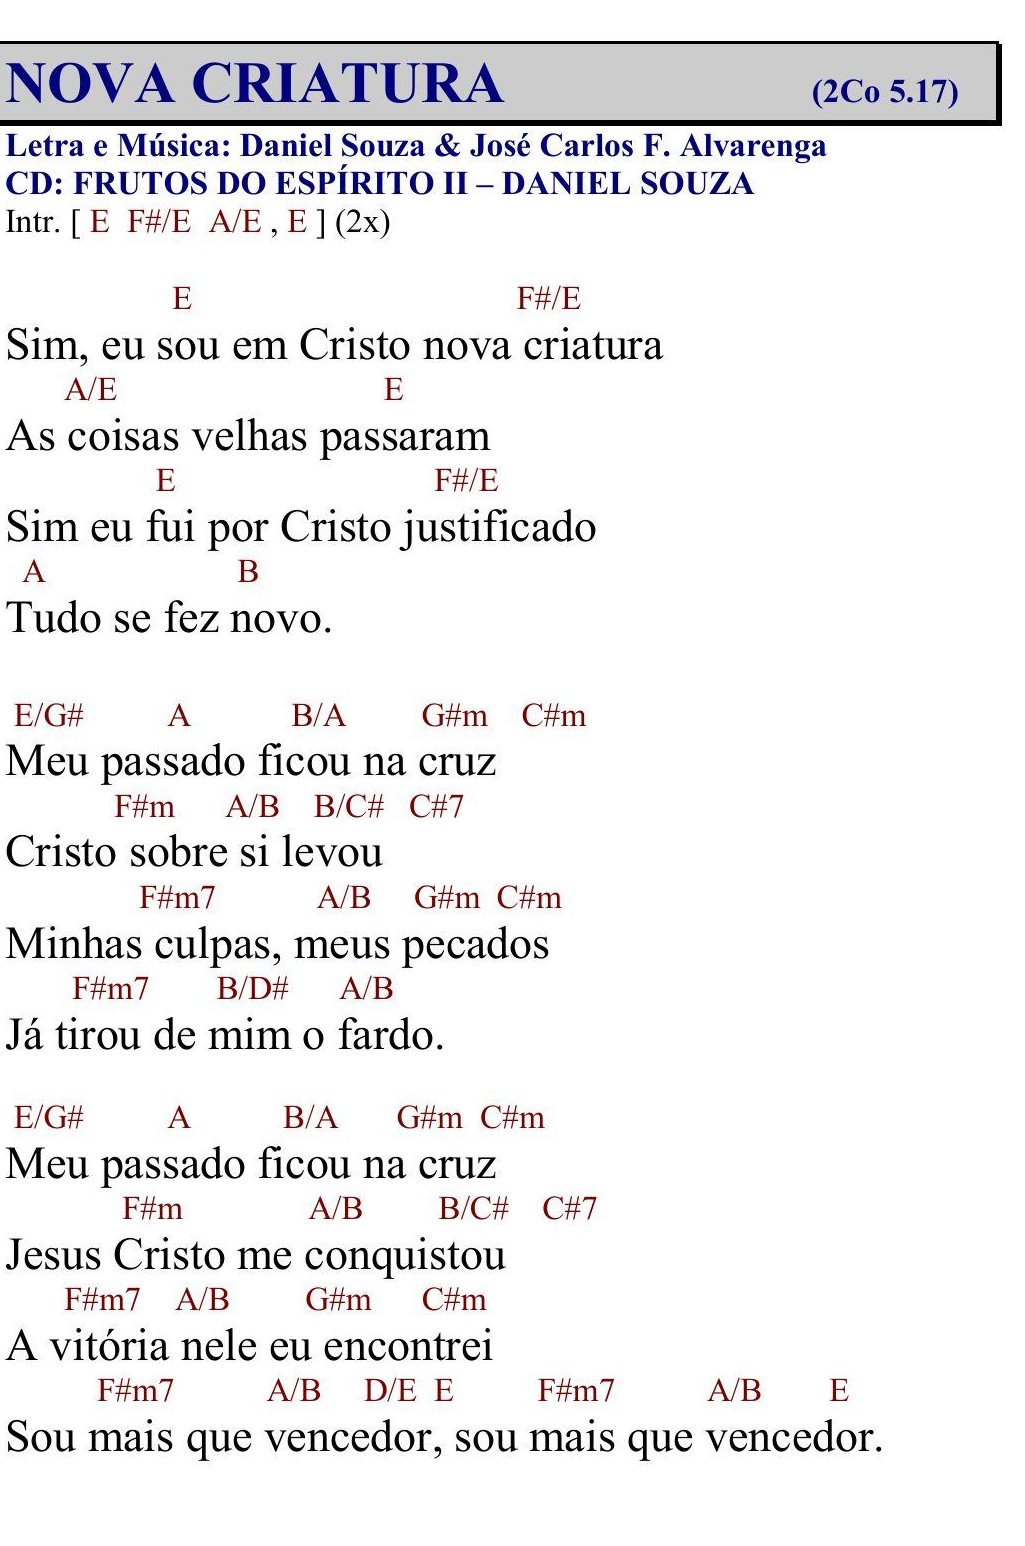 NOVA CRIATURA (2Co 5.17)
Letra e Música: Daniel Souza & José Carlos F. Alvarenga
CD: FRUTOS DO ESPÍRITO II – DANIEL SOUZA
Intr. [ E F#/E A/E , E ] (2x)
E F#/E
Sim, eu sou em Cristo nova criatura
A/E E
As coisas velhas passaram
E F#/E
Sim eu fui por Cristo justificado
A B
Tudo se fez novo.
E/G# A B/A G#m C#m
Meu passado ficou na cruz
F#m A/B B/C# C#7
Cristo sobre si levou
F#m7 A/B G#m C#m
Minhas culpas, meus pecados
F#m7 B/D# A/B
Já tirou de mim o fardo.
E/G# A B/A G#m C#m
Meu passado ficou na cruz
F#m A/B B/C# C#7
Jesus Cristo me conquistou
F#m7 A/B G#m C#m
A vitória nele eu encontrei
F#m7 A/B D/E E F#m7 A/B E
Sou mais que vencedor, sou mais que vencedor.